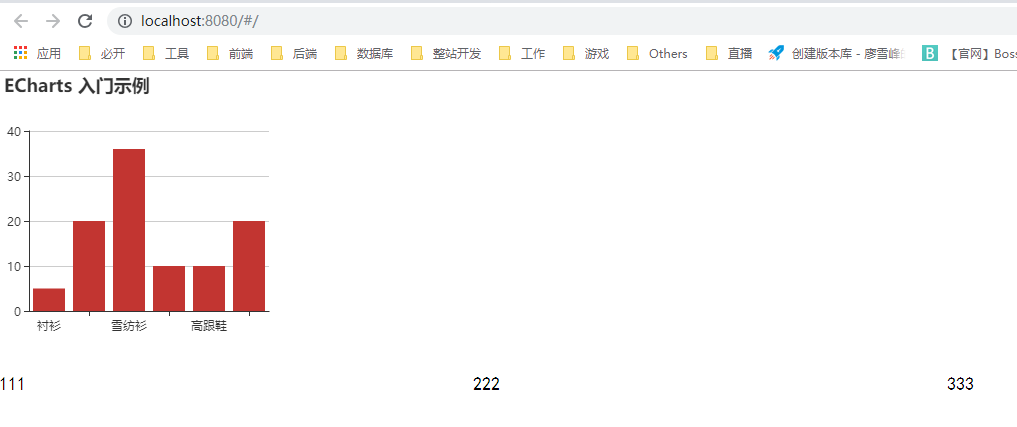 localhost:8080/#/
应用 必开 工具 前端 后端 数据库 整站开发 工作 游戏 Others 直播 创建版本库 - 廖雪峰 B 【官网】Boss
ECharts 入门示例
40
30
20
10
0
衬衫 雪纺衫 高跟鞋
111 222 333